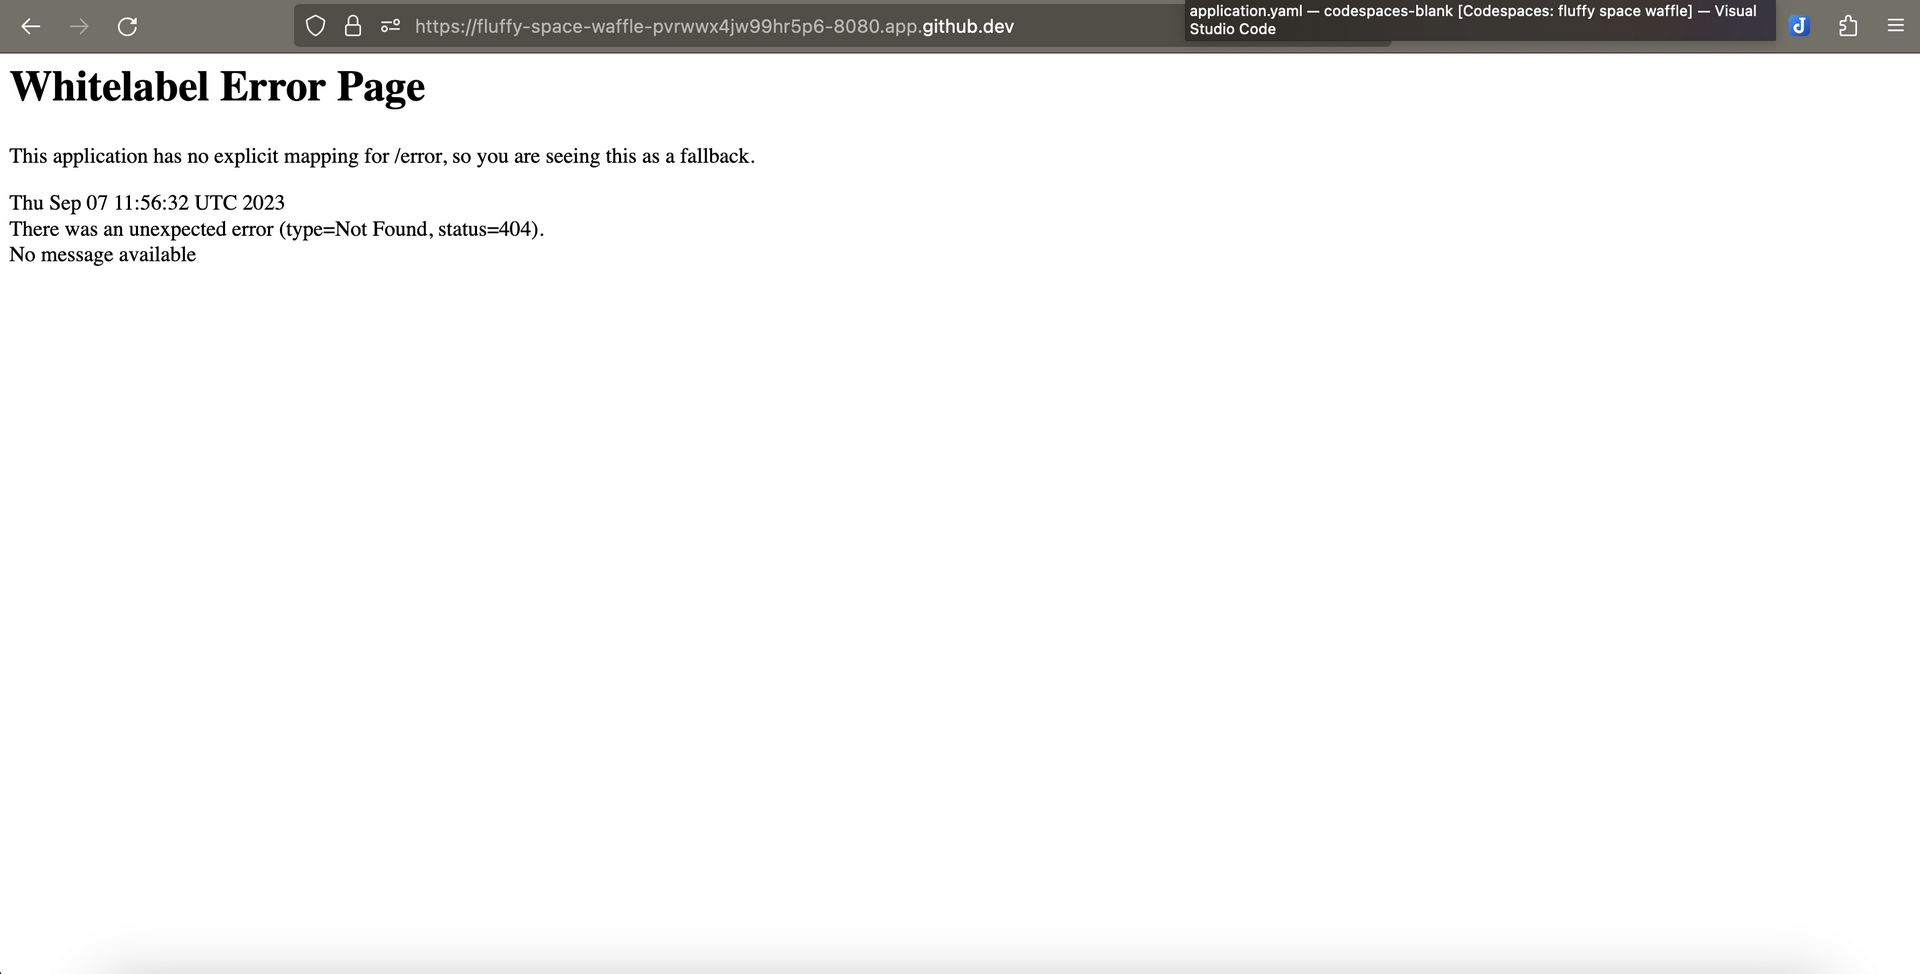 https://fluffy-space-waffle-pvrwwx4jw99hr5p6-8080.app.github.dev
application.yaml — codespaces-blank [Codespaces: fluffy space waffle] — Visual
Studio Code
Whitelabel Error Page
This application has no explicit mapping for /error, so you are seeing this as a fallback.
Thu Sep 07 11:56:32 UTC 2023
There was an unexpected error (type=Not Found, status=404).
No message available